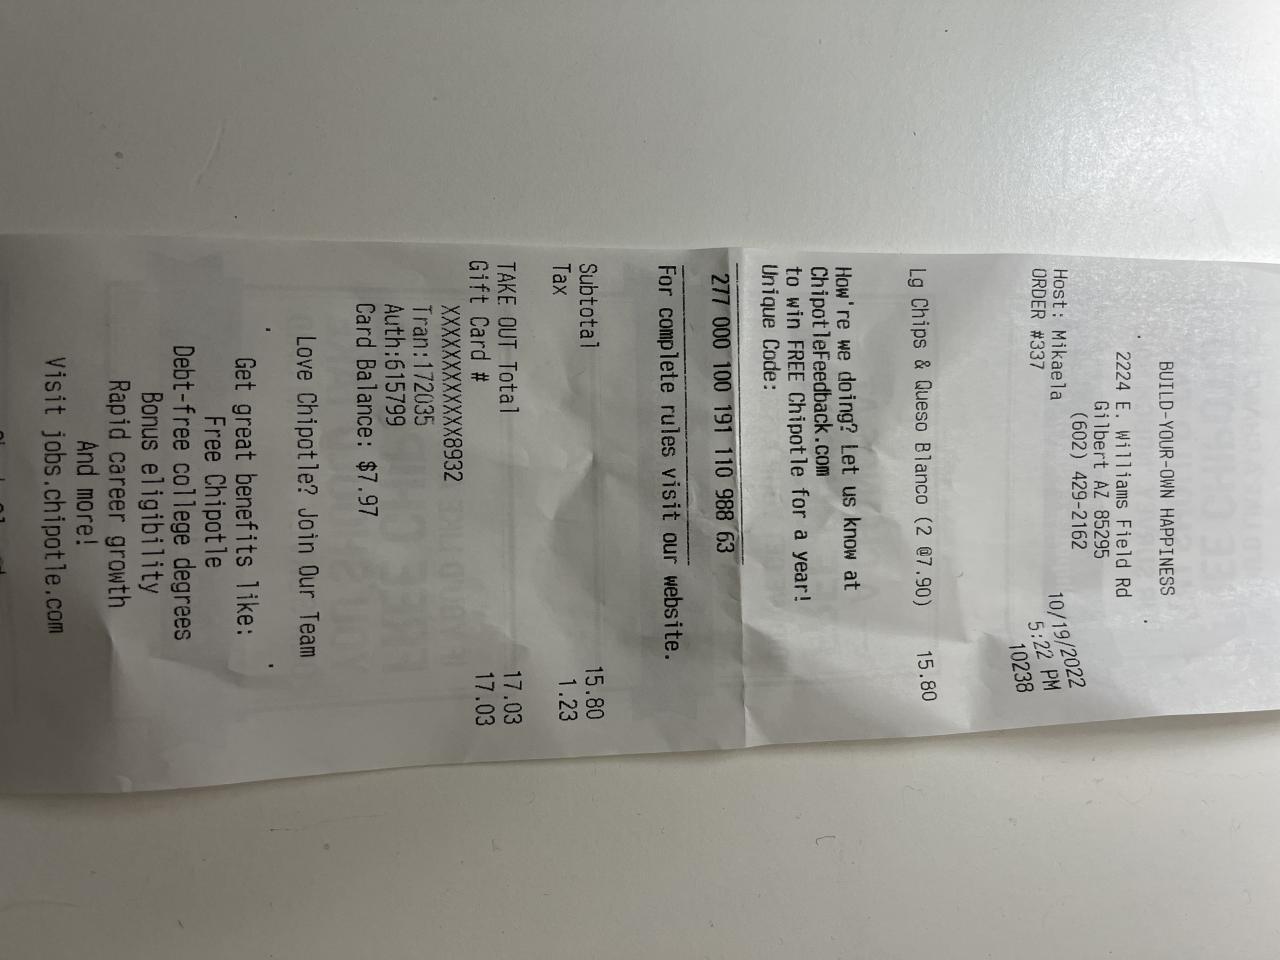 BUILD-YOUR-OWN HAPPINESS
2224 E. Williams Field Rd
Gilbert AZ 85295
(602) 429-2162
Host: Mikaela 10/19/2022
ORDER #337 5:22 PM
10238
Lg Chips & Queso Blanco (2 @7.90) 15.80
How're we doing? Let us know at
ChipotleFeedback.com
to win FREE Chipotle for a year!
Unique Code:
277 000 100 191 110 988 63
For complete rules visit our website.
Subtotal 15.80
Tax 1.23
TAKE OUT Total 17.03
Gift Card # 17.03
XXXXXXXXXXXX8932
Tran:172035
Auth:615799
Card Balance: $7.97
Love Chipotle? Join Our Team
Get great benefits like:
Free Chipotle
Debt-free college degrees
Bonus eligibility
Rapid career growth
And more!
Visit jobs.chipotle.com